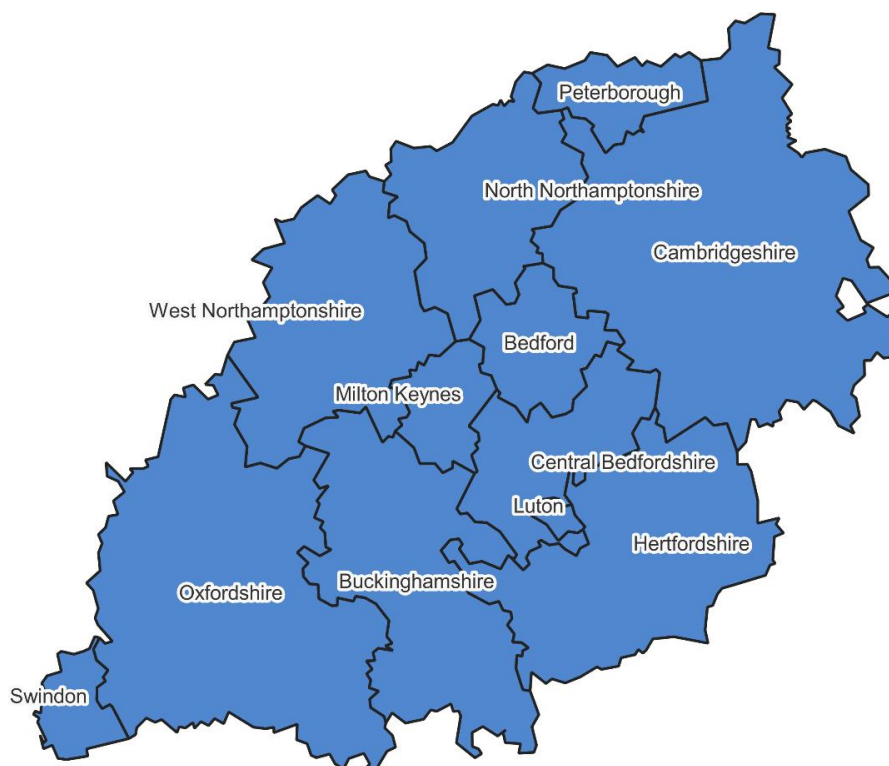 Peterborough
North Northamptonshire
Cambridgeshire
West Northamptonshire
Bedford
Milton Keynes
Central Bedfordshire
Luton
Hertfordshire
Buckinghamshire
Oxfordshire
Swindon